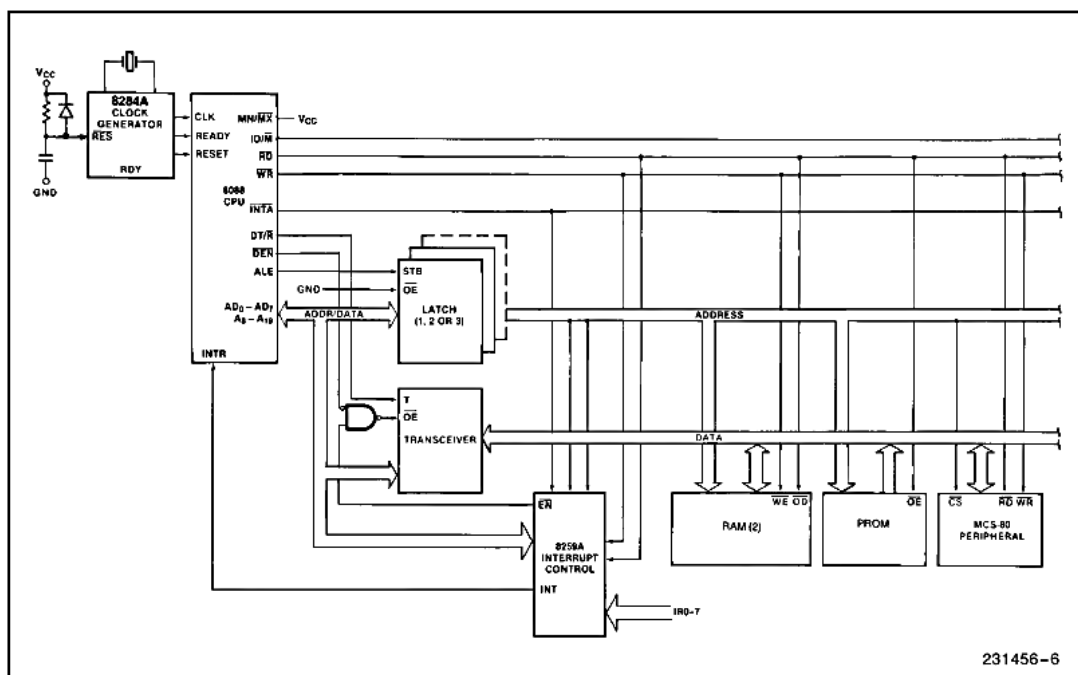 VCC
8284A
CLOCK
GENERATOR
RES
RDY
GND
CLK
READY
RESET
8088
CPU
MN/MX
VCC
IO/M
RD
WR
INTA
DT/R
DEN
ALE
AD0 – AD7
A8 – A19
INTR
ADDR/DATA
GND
STB
OE
LATCH
(1, 2 OR 3)
ADDRESS
T
OE
TRANSCEIVER
DATA
EN
8259A
INTERRUPT
CONTROL
INT
IR0-7
WE OD
RAM (2)
OE
PROM
CS
RD WR
MCS-80
PERIPHERAL
231456-6